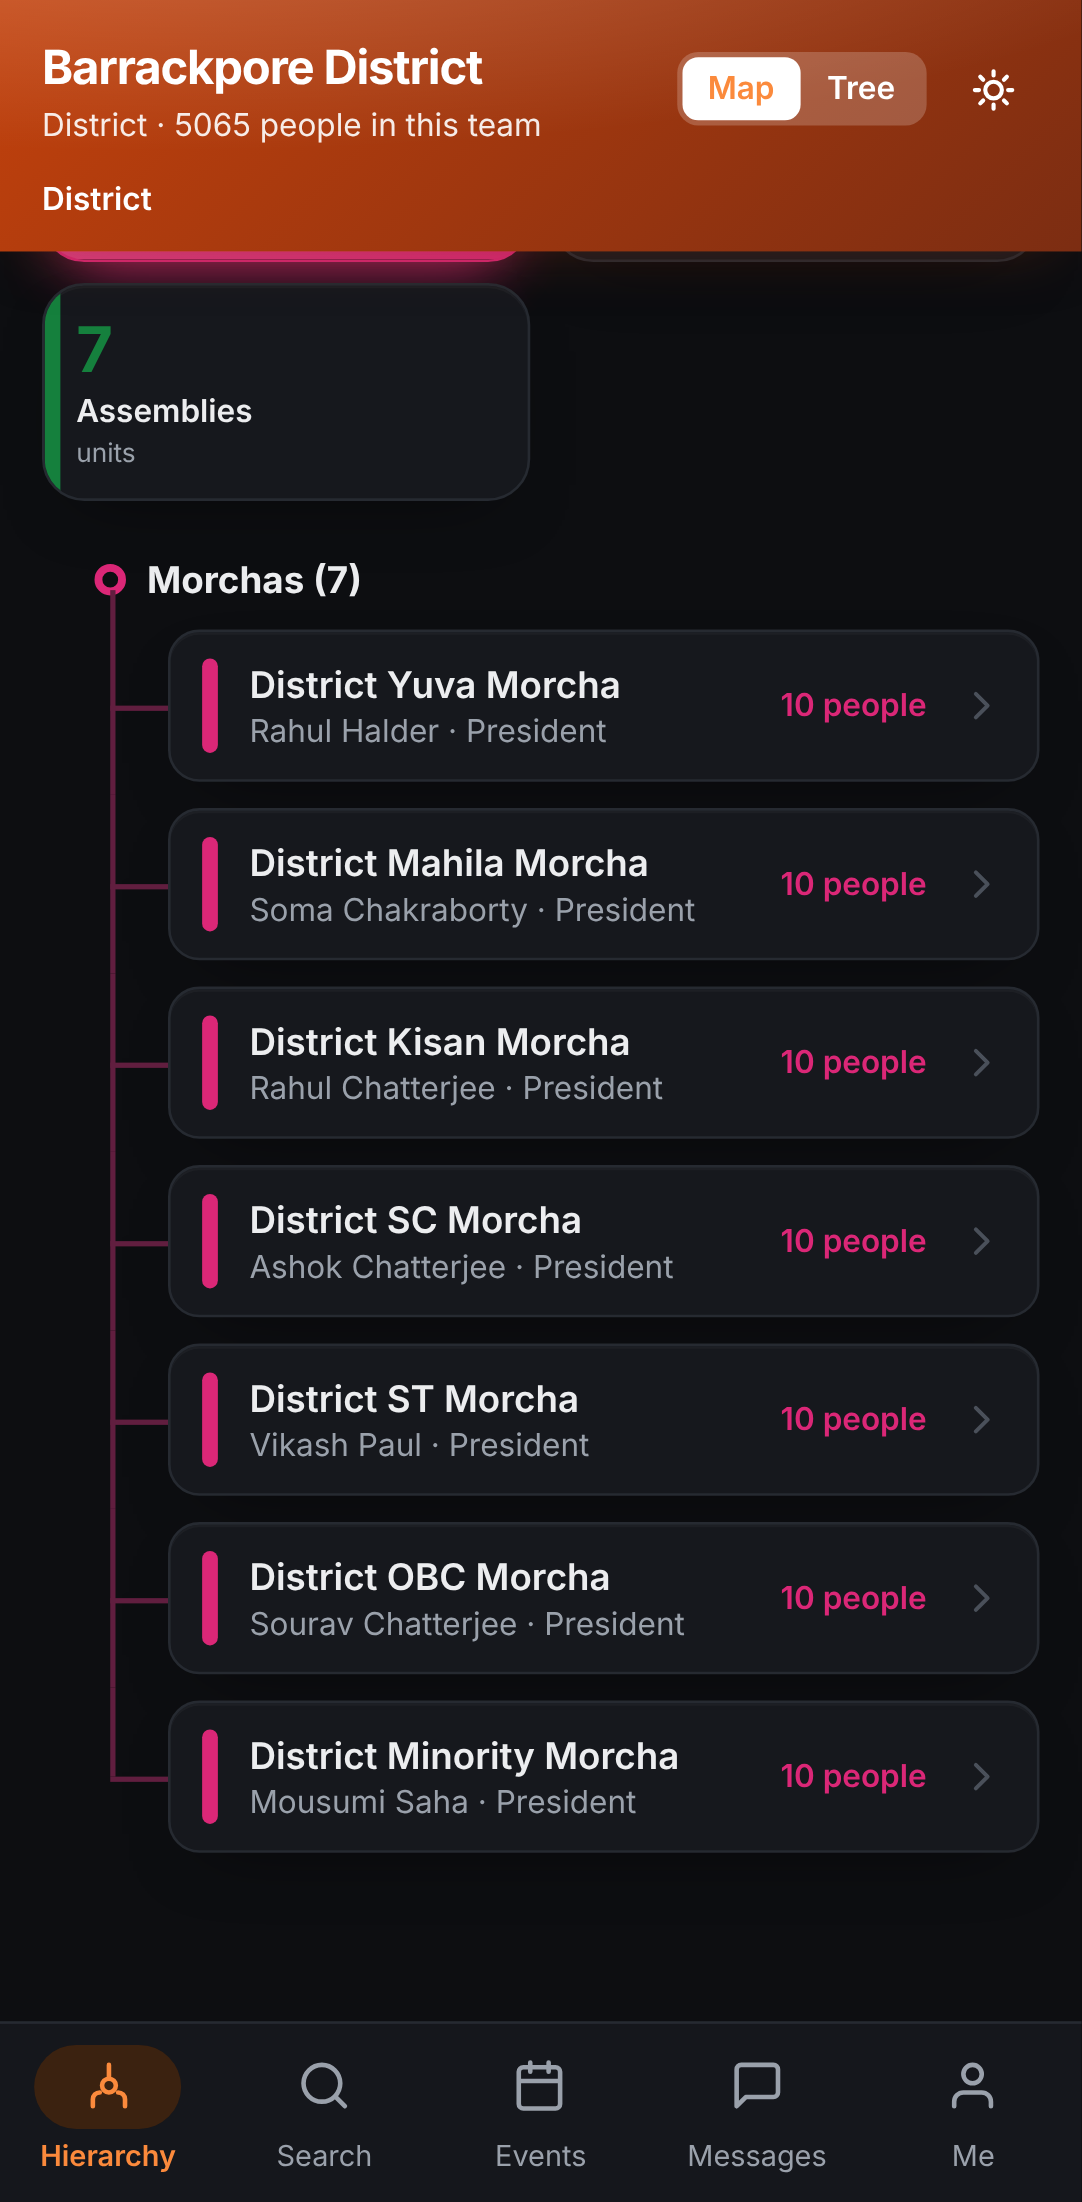 Barrackpore District
District · 5065 people in this team
Map
Tree
District
7
Assemblies
units
Morchas (7)
District Yuva Morcha
Rahul Halder · President
10 people
District Mahila Morcha
Soma Chakraborty · President
10 people
District Kisan Morcha
Rahul Chatterjee · President
10 people
District SC Morcha
Ashok Chatterjee · President
10 people
District ST Morcha
Vikash Paul · President
10 people
District OBC Morcha
Sourav Chatterjee · President
10 people
District Minority Morcha
Mousumi Saha · President
10 people
Hierarchy
Search
Events
Messages
Me